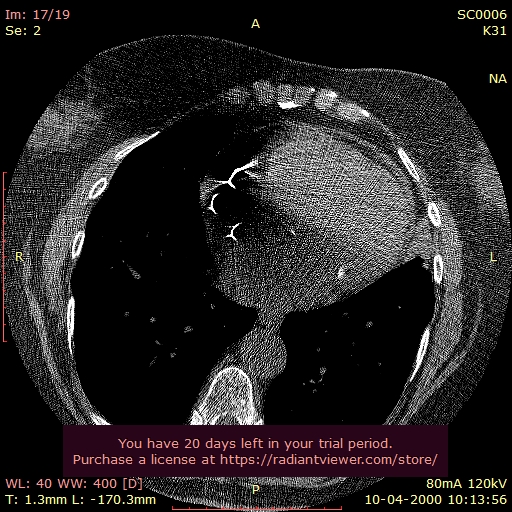 Im: 17/19
Se: 2
A
SC0006
K31
NA
R
L
You have 20 days left in your trial period.
Purchase a license at https://radiantviewer.com/store/
WL: 40 WW: 400 [D]
T: 1.3mm L: -170.3mm
P
80mA 120kV
10-04-2000 10:13:56